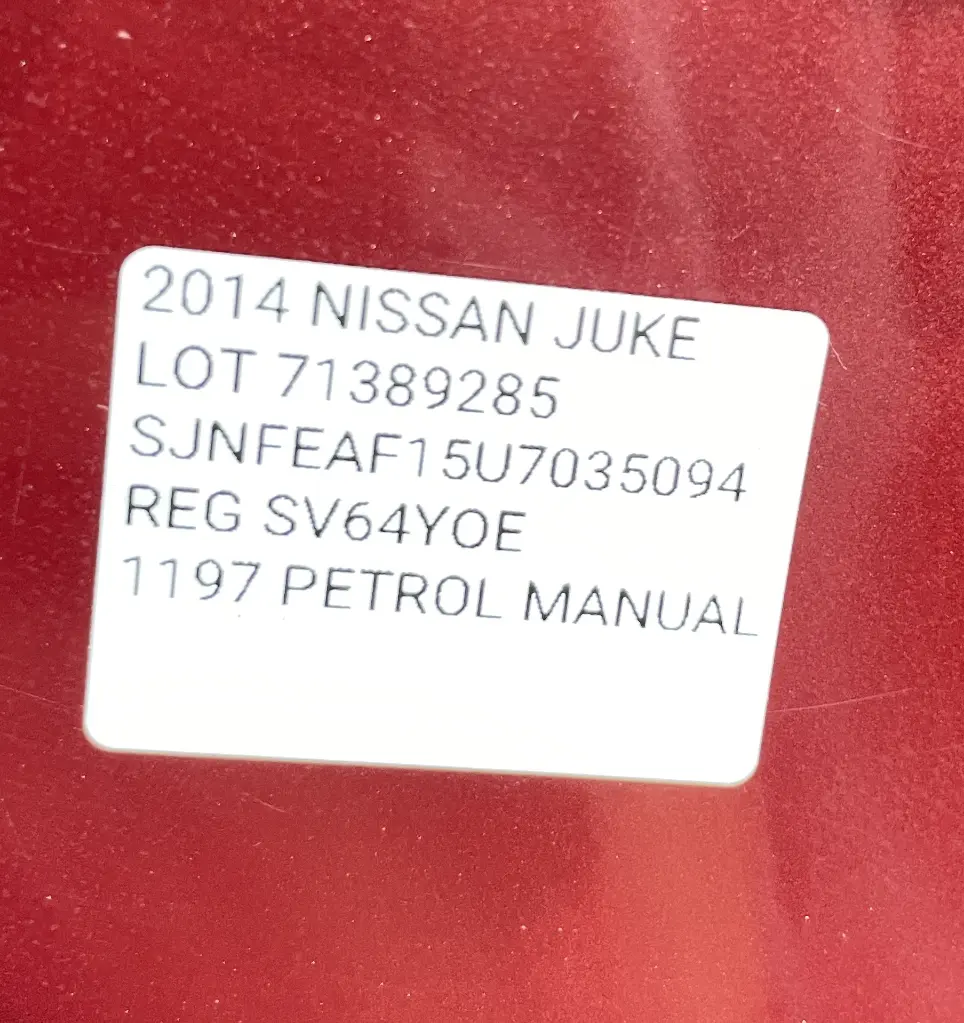 2014 NISSAN JUKE
LOT 71389285
SJNFEAF15U7035094
REG SV64YOE
1197 PETROL MANUAL